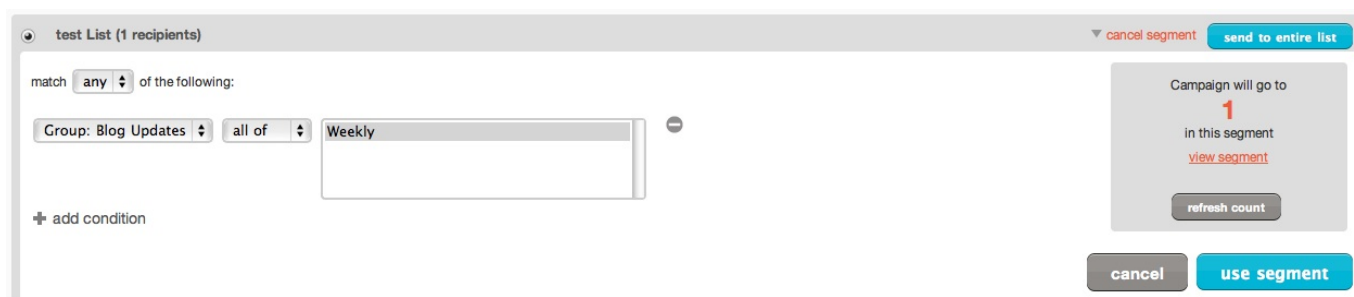 test List (1 recipients)
cancel segment
send to entire list
match any of the following:
Group: Blog Updates all of Weekly
add condition
Campaign will go to
1
in this segment
view segment
refresh count
cancel
use segment